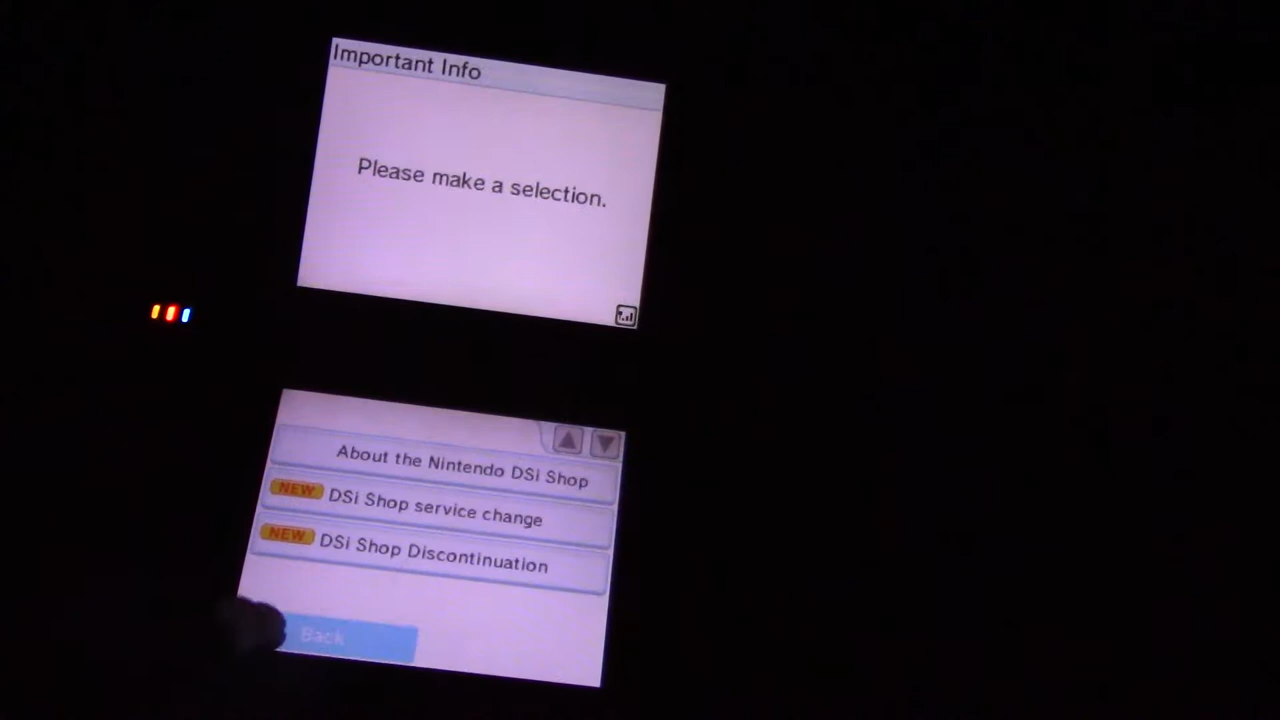 Important Info
Please make a selection.
About the Nintendo DSi Shop
NEW DSi Shop service change
NEW DSi Shop Discontinuation
Back